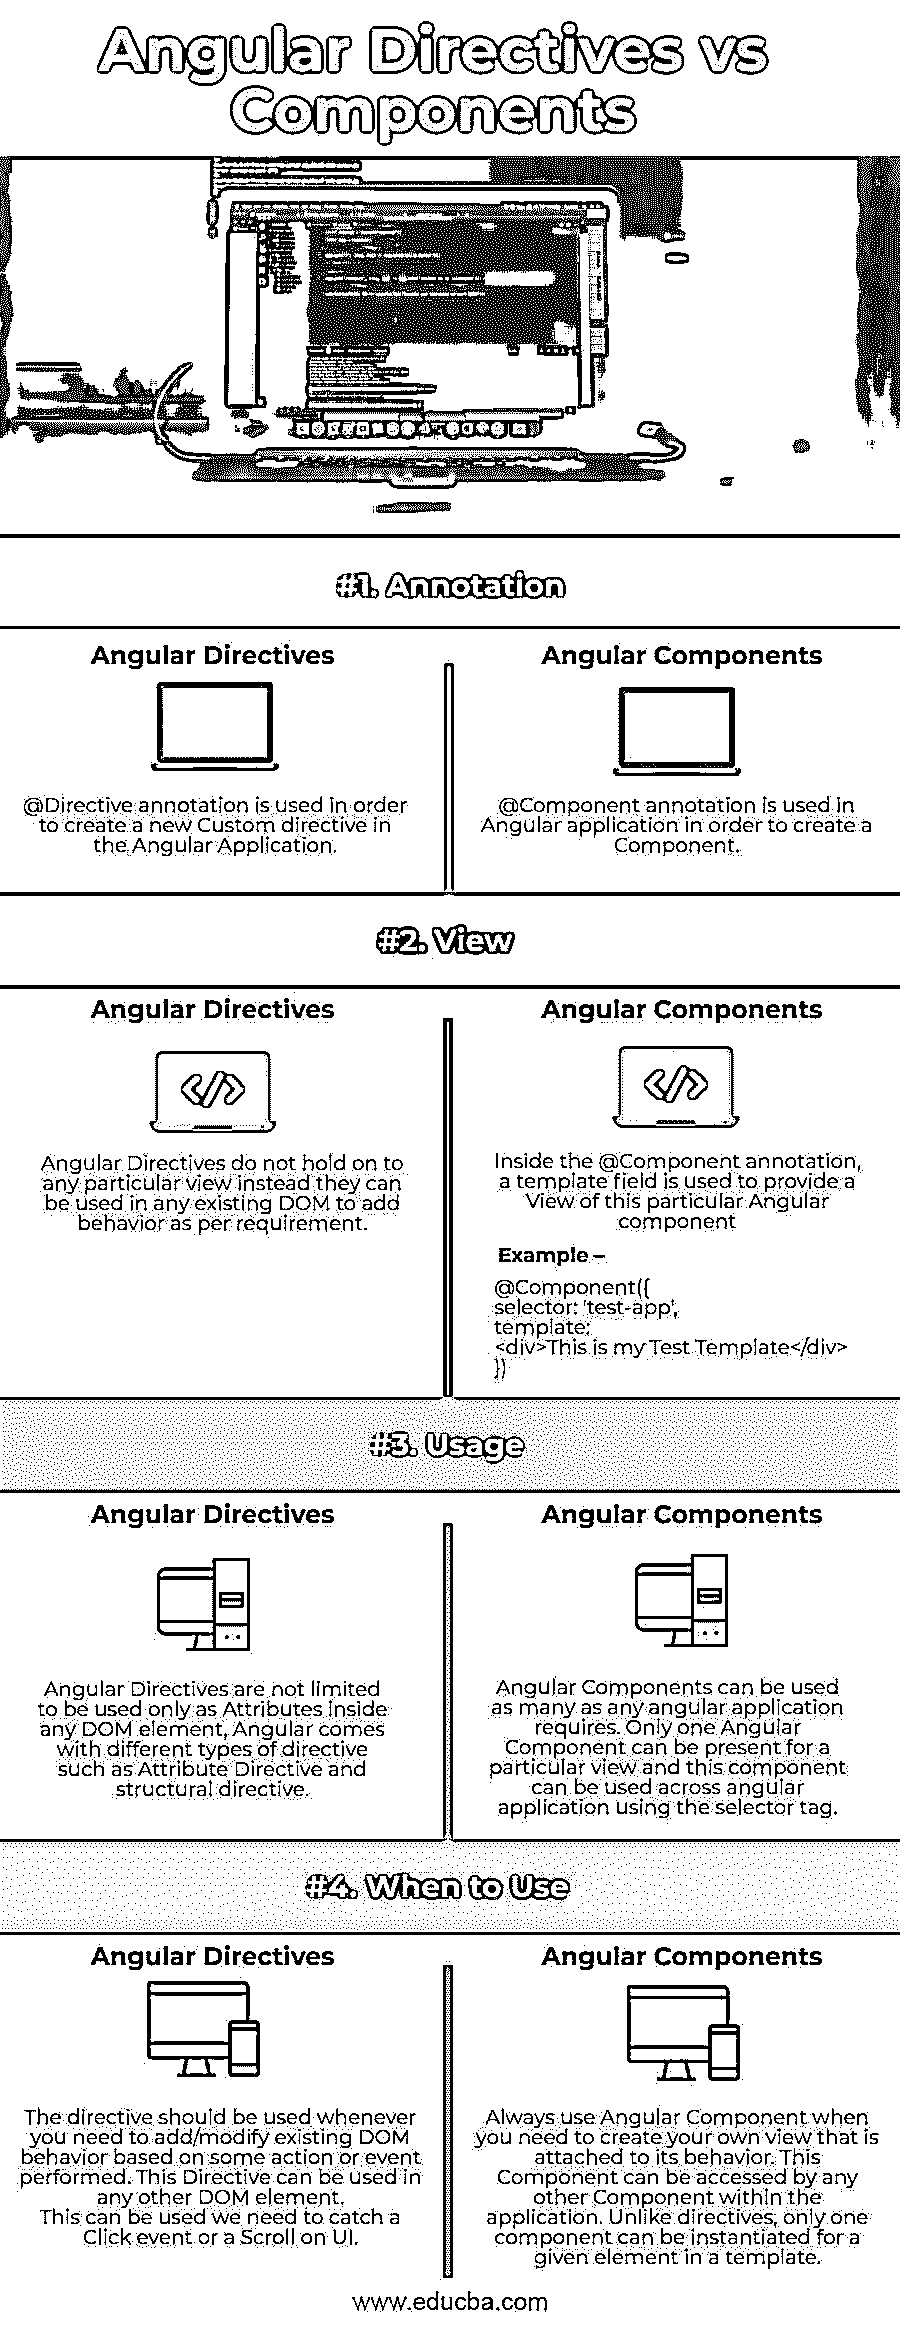 Angular Directives vs
Components
#1. Annotation
Angular Directives
@Directive annotation is used in order
to create a new Custom directive in
the Angular Application.
Angular Components
@Component annotation is used in
Angular application in order to create a
Component.
#2. View
Angular Directives
Angular Directives do not hold on to
any particular view instead they can
be used in any existing DOM to add
behavior as per requirement.
Angular Components
Inside the @Component annotation,
a template field is used to provide a
View of this particular Angular
component
Example –
@Component({
selector: 'test-app',
template:
<div>This is my Test Template</div>
})
#3. Usage
Angular Directives
Angular Directives are not limited
to be used only as Attributes inside
any DOM element, Angular comes
with different types of directive
such as Attribute Directive and
structural directive.
Angular Components
Angular Components can be used
as many as any angular application
requires. Only one Angular
Component can be present for a
particular view and this component
can be used across angular
application using the selector tag.
#4. When to Use
Angular Directives
The directive should be used whenever
you need to add/modify existing DOM
behavior based on some action or event
performed. This Directive can be used in
any other DOM element.
This can be used we need to catch a
Click event or a Scroll on UI.
Angular Components
Always use Angular Component when
you need to create your own view that is
attached to its behavior. This
Component can be accessed by any
other Component within the
application. Unlike directives, only one
component can be instantiated for a
given element in a template.
www.educba.com